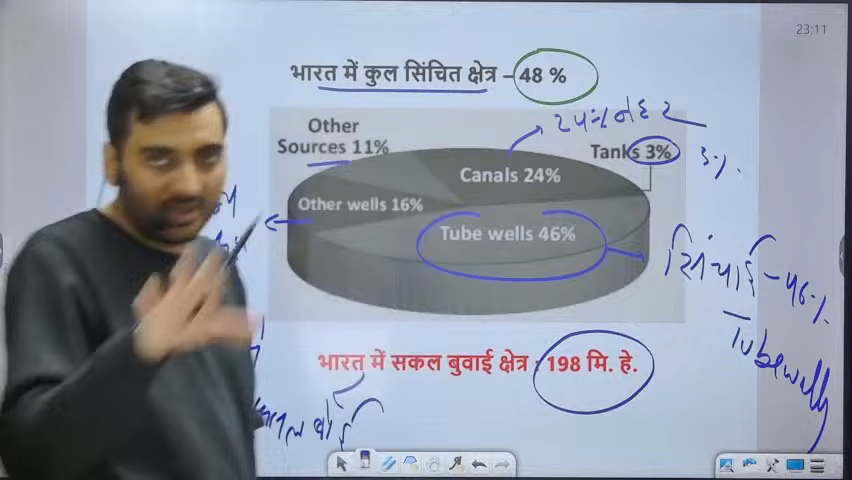 23:11
भारत में कुल सिंचित क्षेत्र – 48 %
Other
Sources 11%
Canals 24%
Tanks 3%
3%
Other wells 16%
Tube wells 46%
सिंचाई – 46%
Tubewells
भारत में सकल बुवाई क्षेत्र - 198 मि. हे.